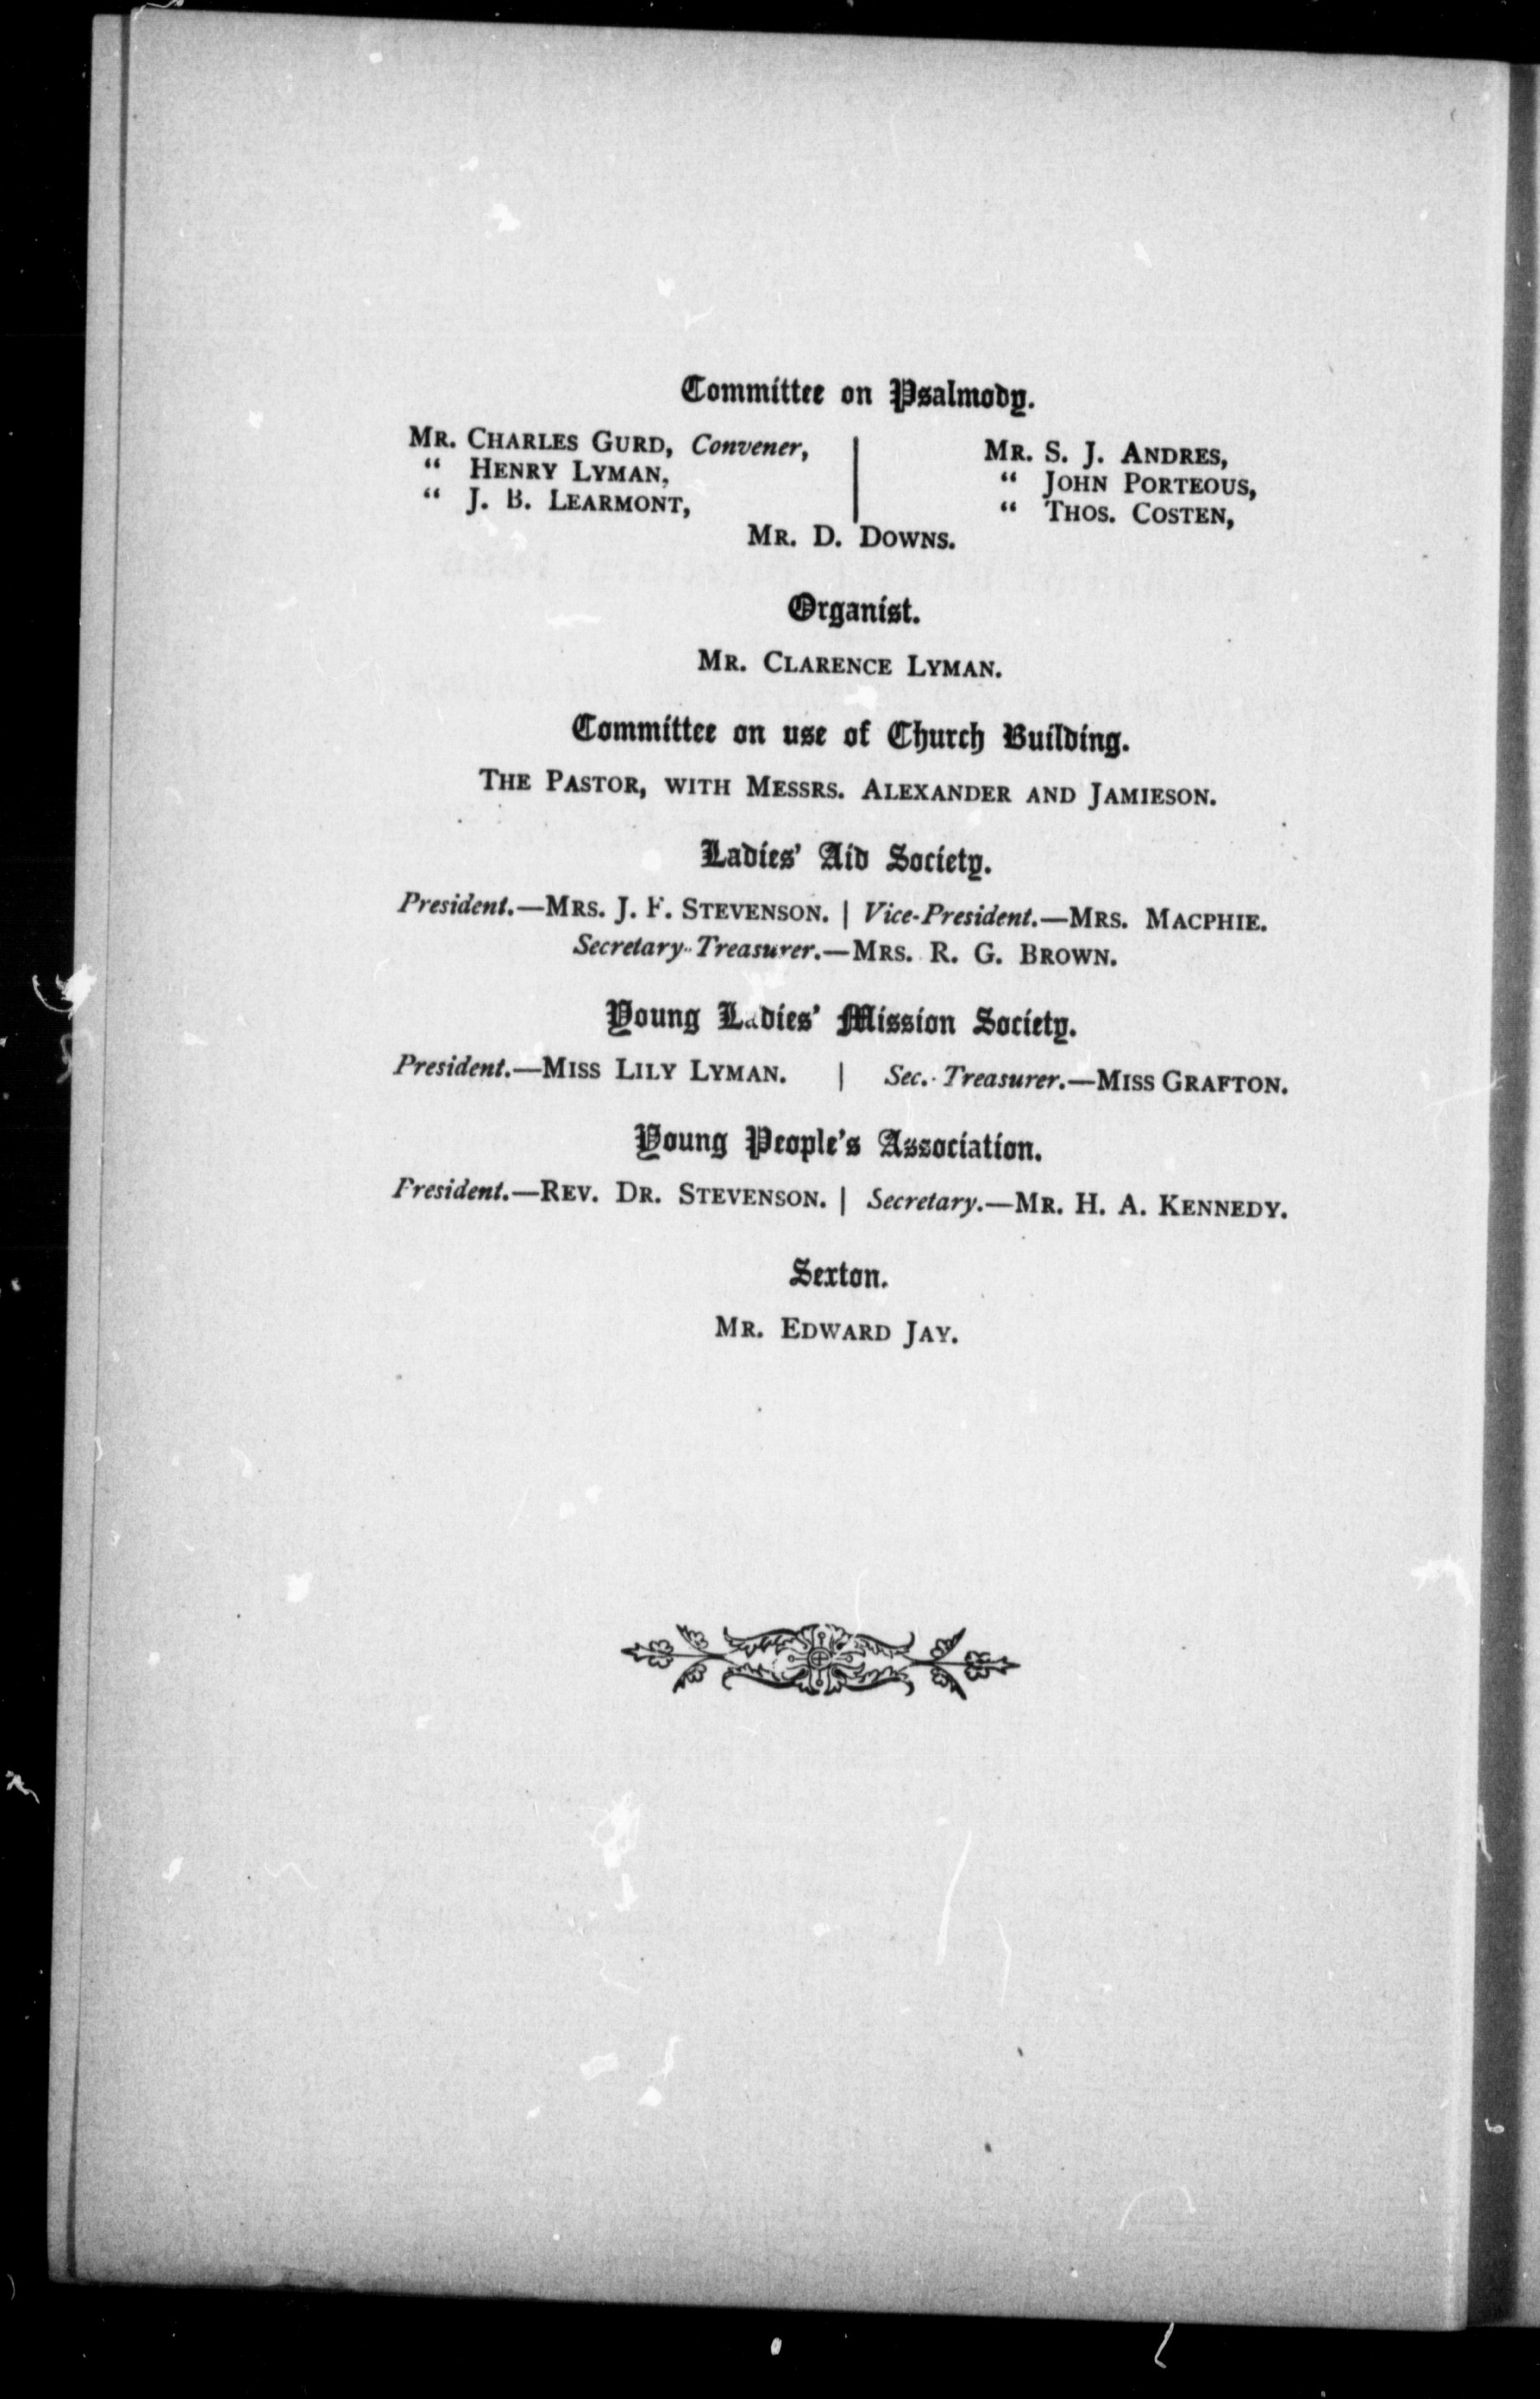 Committee on Psalmody.
MR. CHARLES GURD, Convener,
“ HENRY LYMAN,
“ J. B. LEARMONT,
MR. S. J. ANDRES,
“ JOHN PORTEOUS,
“ THOS. COSTEN,
MR. D. DOWNS.
Organist.
MR. CLARENCE LYMAN.
Committee on use of Church Building.
THE PASTOR, WITH MESSRS. ALEXANDER AND JAMIESON.
Ladies’ Aid Society.
President.—MRS. J. F. STEVENSON. | Vice-President.—MRS. MACPHIE.
Secretary-Treasurer.—MRS. R. G. BROWN.
Young Ladies’ Mission Society.
President.—MISS LILY LYMAN. | Sec.-Treasurer.—MISS GRAFTON.
Young People’s Association.
President.—REV. DR. STEVENSON. | Secretary.—MR. H. A. KENNEDY.
Sexton.
MR. EDWARD JAY.